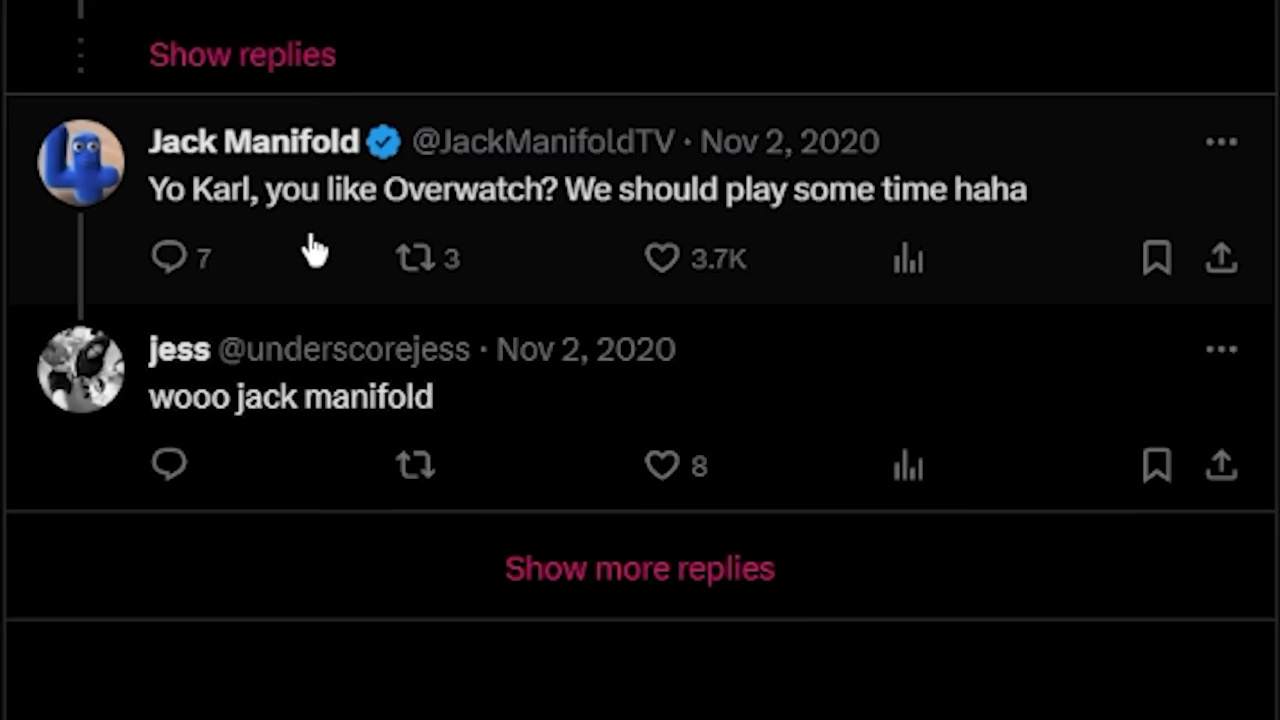 Show replies
Jack Manifold @JackManifoldTV · Nov 2, 2020
Yo Karl, you like Overwatch? We should play some time haha
7 3 3.7K
jess @underscorejess · Nov 2, 2020
wooo jack manifold
8
Show more replies